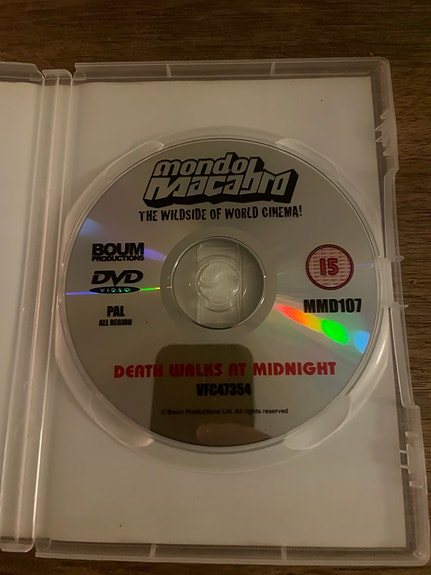 mondo
Macabro
THE WILDSIDE OF WORLD CINEMA!
BOUM
PRODUCTIONS
DVD
VIDEO
15
PAL
ALL REGION
MMD107
DEATH WALKS AT MIDNIGHT
VFC47354
© Boum Productions Ltd. All rights reserved